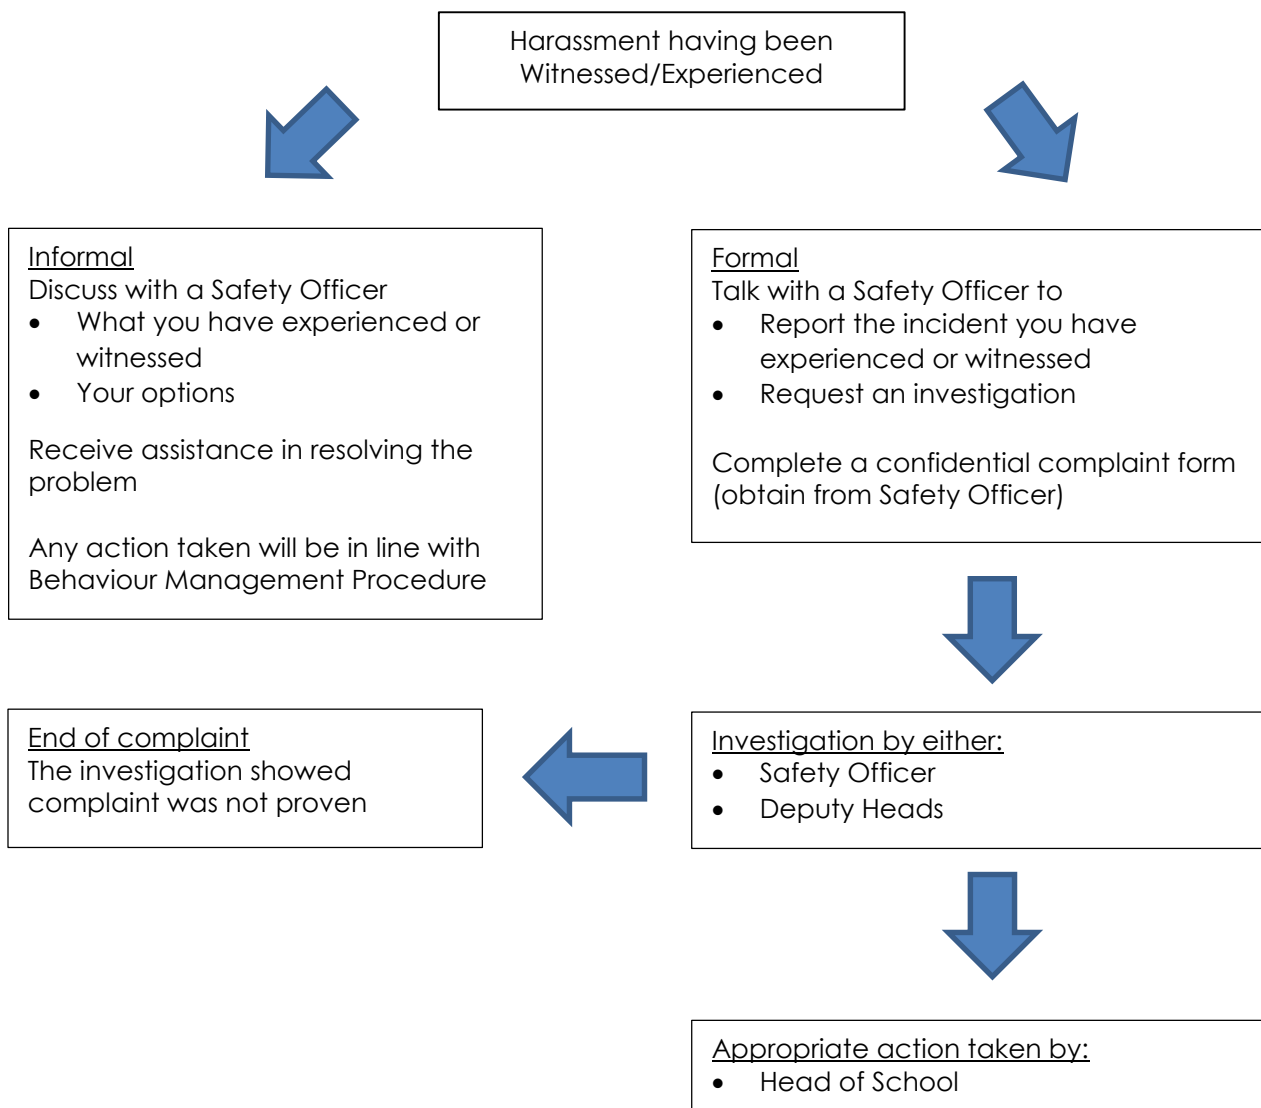 Harassment having been
Witnessed/Experienced
Informal
Discuss with a Safety Officer
• What you have experienced or
witnessed
• Your options
Receive assistance in resolving the
problem
Any action taken will be in line with
Behaviour Management Procedure
Formal
Talk with a Safety Officer to
• Report the incident you have
experienced or witnessed
• Request an investigation
Complete a confidential complaint form
(obtain from Safety Officer)
End of complaint
The investigation showed
complaint was not proven
Investigation by either:
• Safety Officer
• Deputy Heads
Appropriate action taken by:
• Head of School